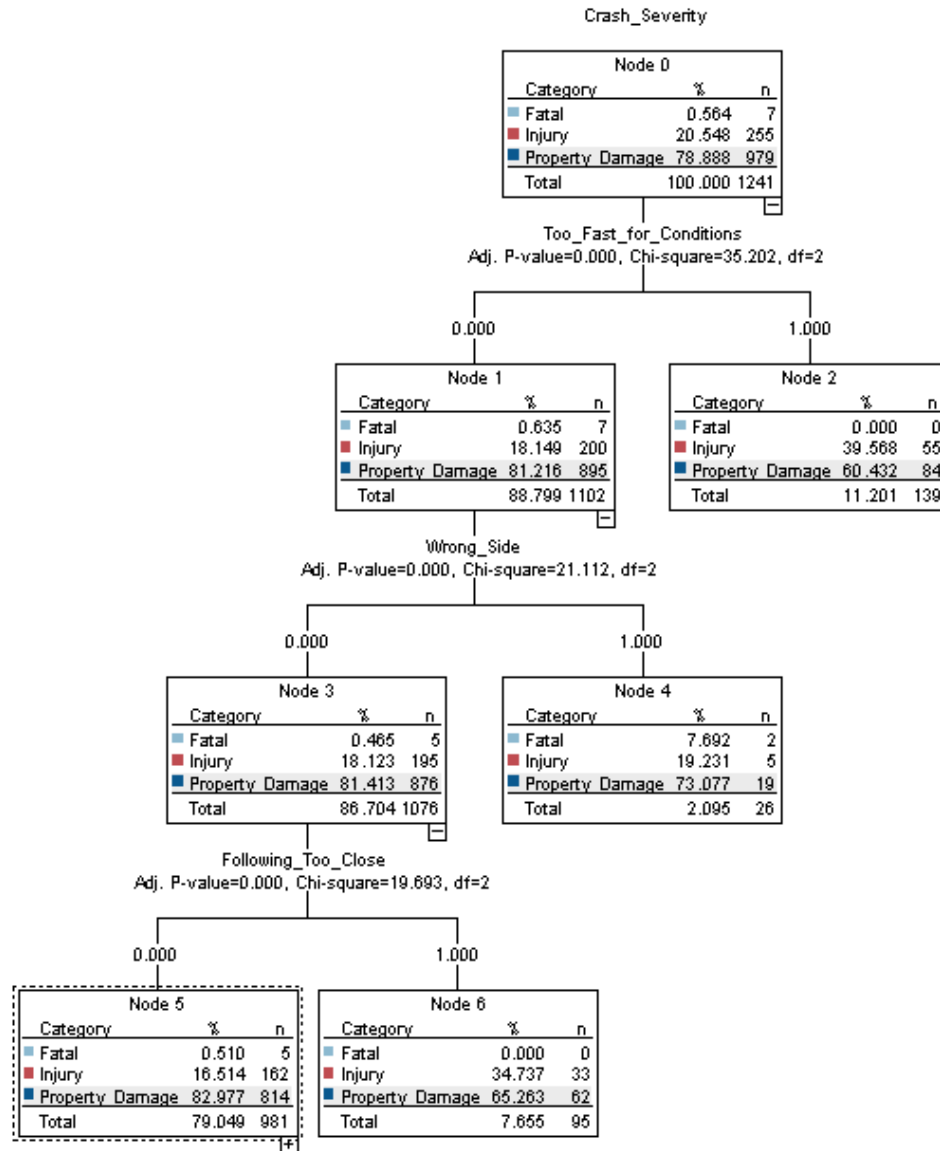 Crash_Severity
Node 0
Category % n
Fatal 0.564 7
Injury 20.548 255
Property Damage 78.888 979
Total 100.000 1241
Too_Fast_for_Conditions
Adj. P-value=0.000, Chi-square=35.202, df=2
0.000 1.000
Node 1
Category % n
Fatal 0.635 7
Injury 18.149 200
Property Damage 81.216 895
Total 88.799 1102
Node 2
Category % n
Fatal 0.000 0
Injury 39.568 55
Property Damage 60.432 84
Total 11.201 139
Wrong_Side
Adj. P-value=0.000, Chi-square=21.112, df=2
0.000 1.000
Node 3
Category % n
Fatal 0.465 5
Injury 18.123 195
Property Damage 81.413 876
Total 86.704 1076
Node 4
Category % n
Fatal 7.692 2
Injury 19.231 5
Property Damage 73.077 19
Total 2.095 26
Following_Too_Close
Adj. P-value=0.000, Chi-square=19.693, df=2
0.000 1.000
Node 5
Category % n
Fatal 0.510 5
Injury 16.514 162
Property Damage 82.977 814
Total 79.049 981
Node 6
Category % n
Fatal 0.000 0
Injury 34.737 33
Property Damage 65.263 62
Total 7.655 95